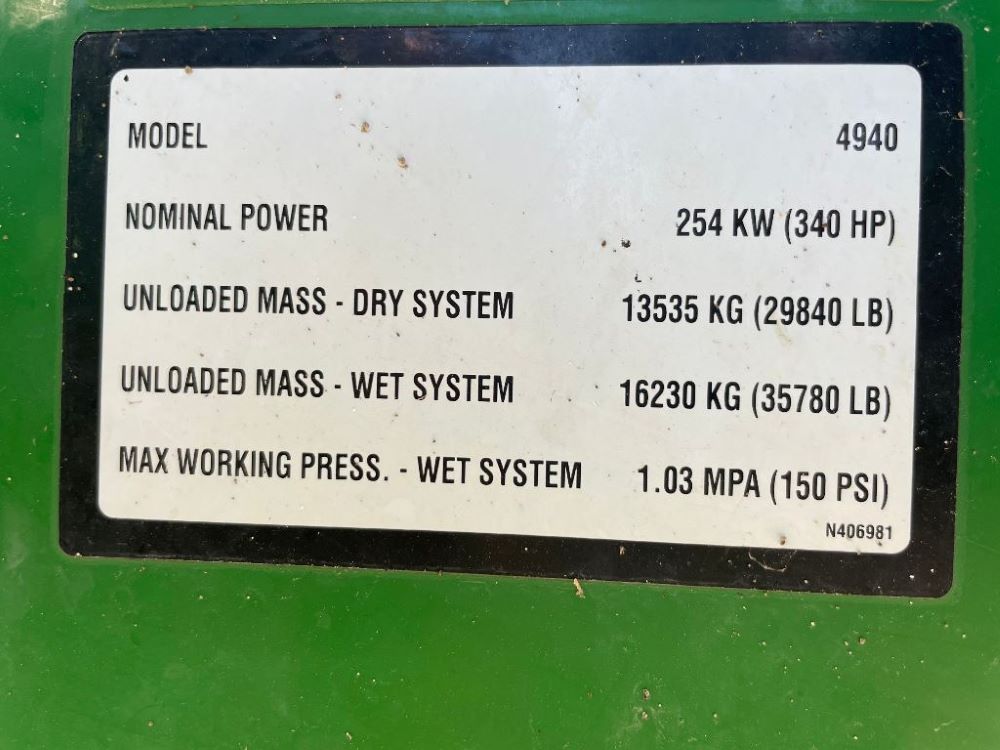 MODEL 4940
NOMINAL POWER 254 KW (340 HP)
UNLOADED MASS - DRY SYSTEM 13535 KG (29840 LB)
UNLOADED MASS - WET SYSTEM 16230 KG (35780 LB)
MAX WORKING PRESS. - WET SYSTEM 1.03 MPA (150 PSI)
N406981